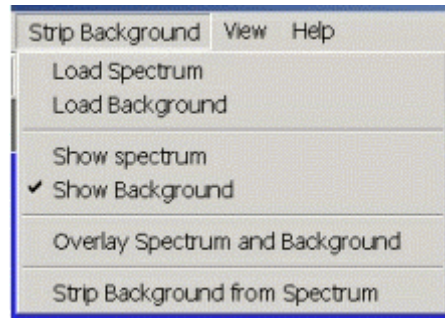 Strip Background View Help
Load Spectrum
Load Background
Show spectrum
✔ Show Background
Overlay Spectrum and Background
Strip Background from Spectrum